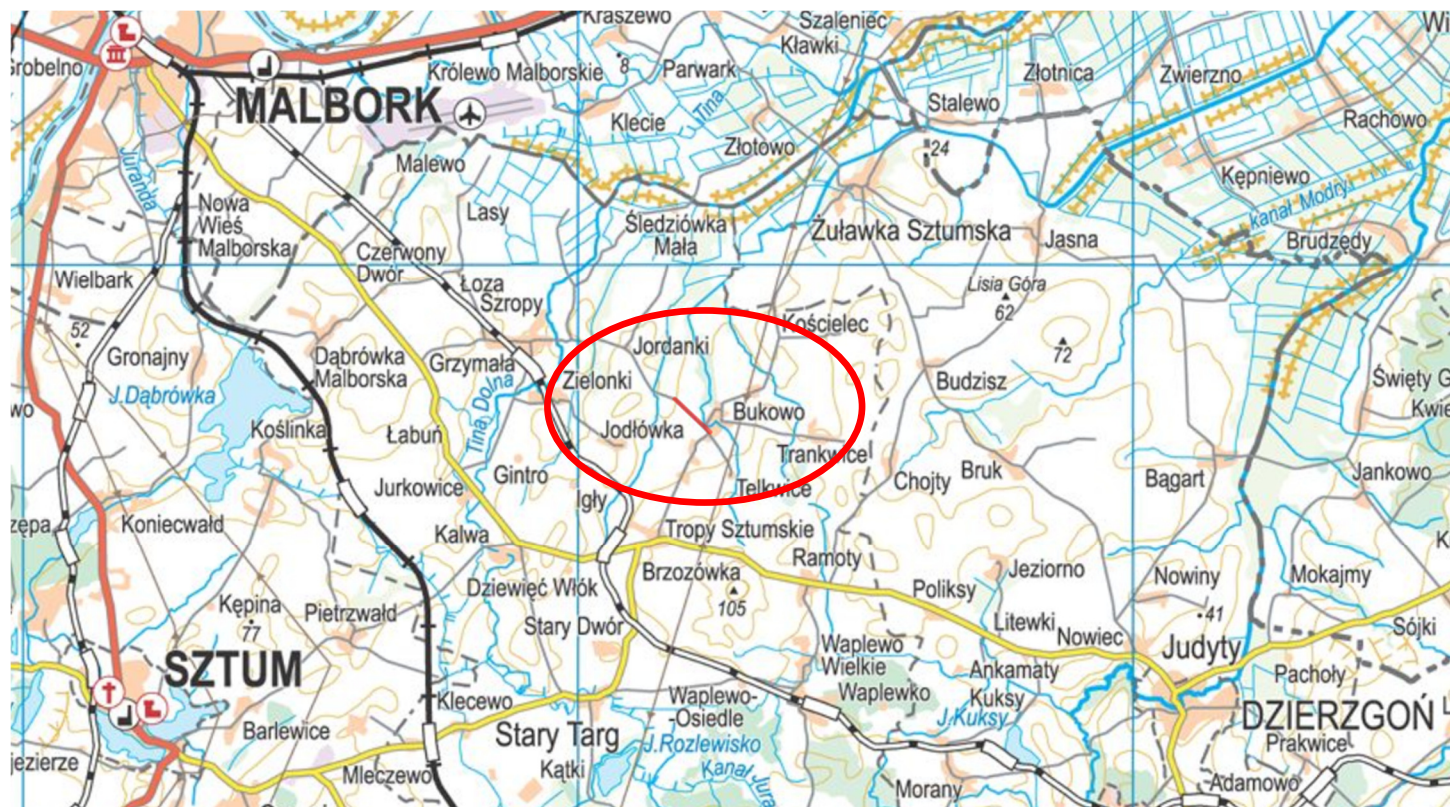 Kraszewo
Szaleniec
Kławki
Grobelno
Królewo Malborskie
8
Parwark
Złotnica
Zwierzno
MALBORK
Klecie
Tina
Stalewo
Rachowo
Juranda
Malewo
Złotowo
24
Kępniewo
Nowa
Wieś
Malborska
Lasy
Śledziówka
Mała
Żuławka Sztumska
Jasna
kanał Modry
Brudzędy
Czerwony
Dwór
Wielbark
Łoza
Szropy
Lisia Góra
62
Kościelec
52
Gronajny
Dąbrówka
Malborska
Grzymała
Jordanki
72
J.Dąbrówka
Zielonki
Budzisz
Święty G
Kwie
Tina Dolna
Bukowo
Koślinka
Łabuń
Jodłówka
Trankwice
Gintro
Chojty
Bruk
Bągart
Jankowo
Jurkowice
Igły
Telkwice
Koniecwałd
Kalwa
Tropy Sztumskie
Ramoty
Dziewięć Włók
Brzozówka
Jeziorno
Nowiny
Mokajmy
Kępina
77
Pietrzwałd
105
Poliksy
41
Stary Dwór
Litewki
Nowiec
Sójki
SZTUM
Waplewo
Wielkie
Ankamaty
Judyty
Pachoły
Klecewo
Waplewo-
-Osiedle
Waplewko
Kuksy
J.Kuksy
DZIERZGOŃ
Barlewice
Stary Targ
J.Rozlewisko
Prakwice
Mleczewo
Kątki
Kanał Jura
Morany
Adamowo